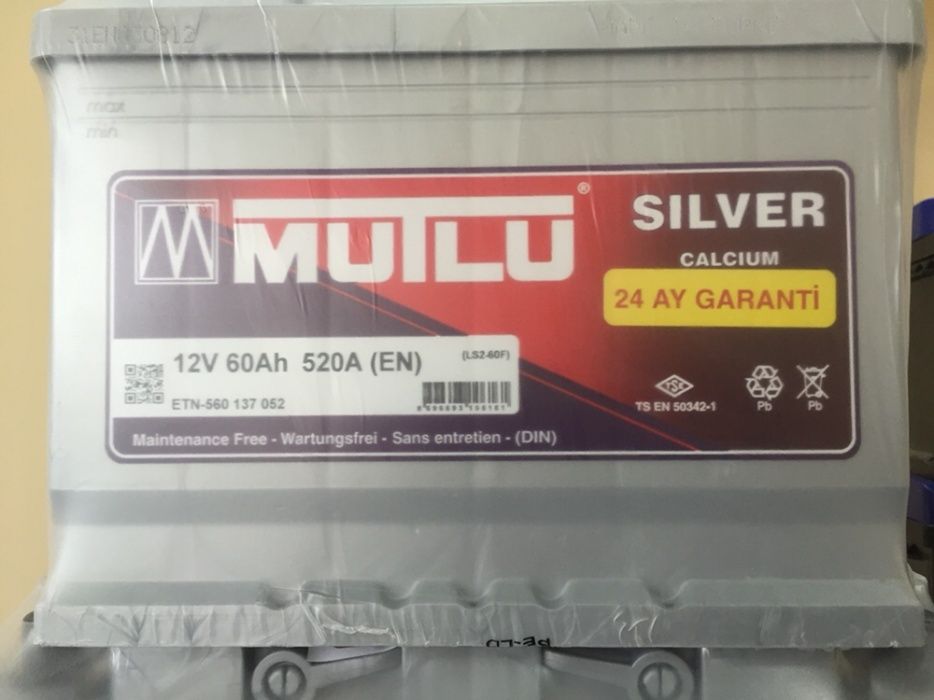 max
min
MUTLU®
SILVER
CALCIUM
24 AY GARANTİ
12V 60Ah 520A (EN)
(LS2-60F)
ETN-560 137 052
TSE
TS EN 50342-1
Pb
Pb
Maintenance Free - Wartungsfrei - Sans entretien - (DIN)